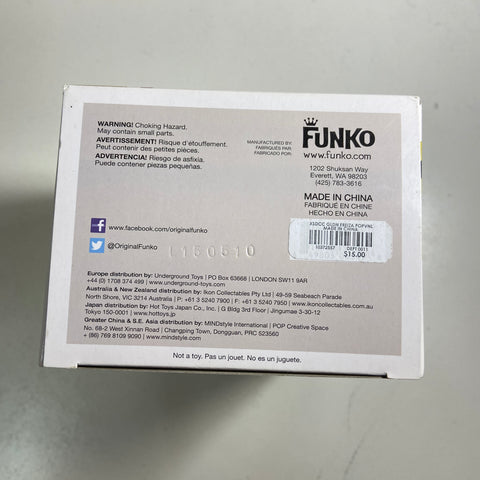 WARNING! Choking Hazard.
May contain small parts.
AVERTISSEMENT! Risque d'étouffement.
Peut contenir des petites pièces.
ADVERTENCIA! Riesgo de asfixia.
Puede contener piezas pequeñas.
MANUFACTURED BY:
FABRIQUÉS PAR:
FABRICADO POR:
FUNKO
www.funko.com
1202 Shuksan Way
Everett, WA 98203
(425) 783-3616
MADE IN CHINA
FABRIQUÉ EN CHINE
HECHO EN CHINA
f www.facebook.com/originalfunko
@OriginalFunko
150510
MADE IN CHINA
$15.00
Europe distribution by: Underground Toys | PO Box 63668 | LONDON SW11 9AR
+44 (0) 1708 374 499 | underground-toys.com
Australia & New Zealand distribution by: Ikon Collectables Pty Ltd | 49-59 Seabeach Parade
North Shore, VIC 3214 Australia | P: +61 3 5240 7900 | F: +61 3 5240 7950 | www.ikoncollectables.com.au
Japan distribution by: Hot Toys Japan Co., Inc. | G Bldg 3rd Floor | Jingumae 3-30-12
Tokyo 150-0001 | www.hottoys.jp
Greater China & S.E. Asia distribution by: MINDstyle International | POP Creative Space
No. 68-2 West Xinnan Road | Changping Town, Dongguan, PRC 523560
+ (86) 769 8109 9090 | www.mindstyle.com
Not a toy. Pas un jouet. No es un juguete.